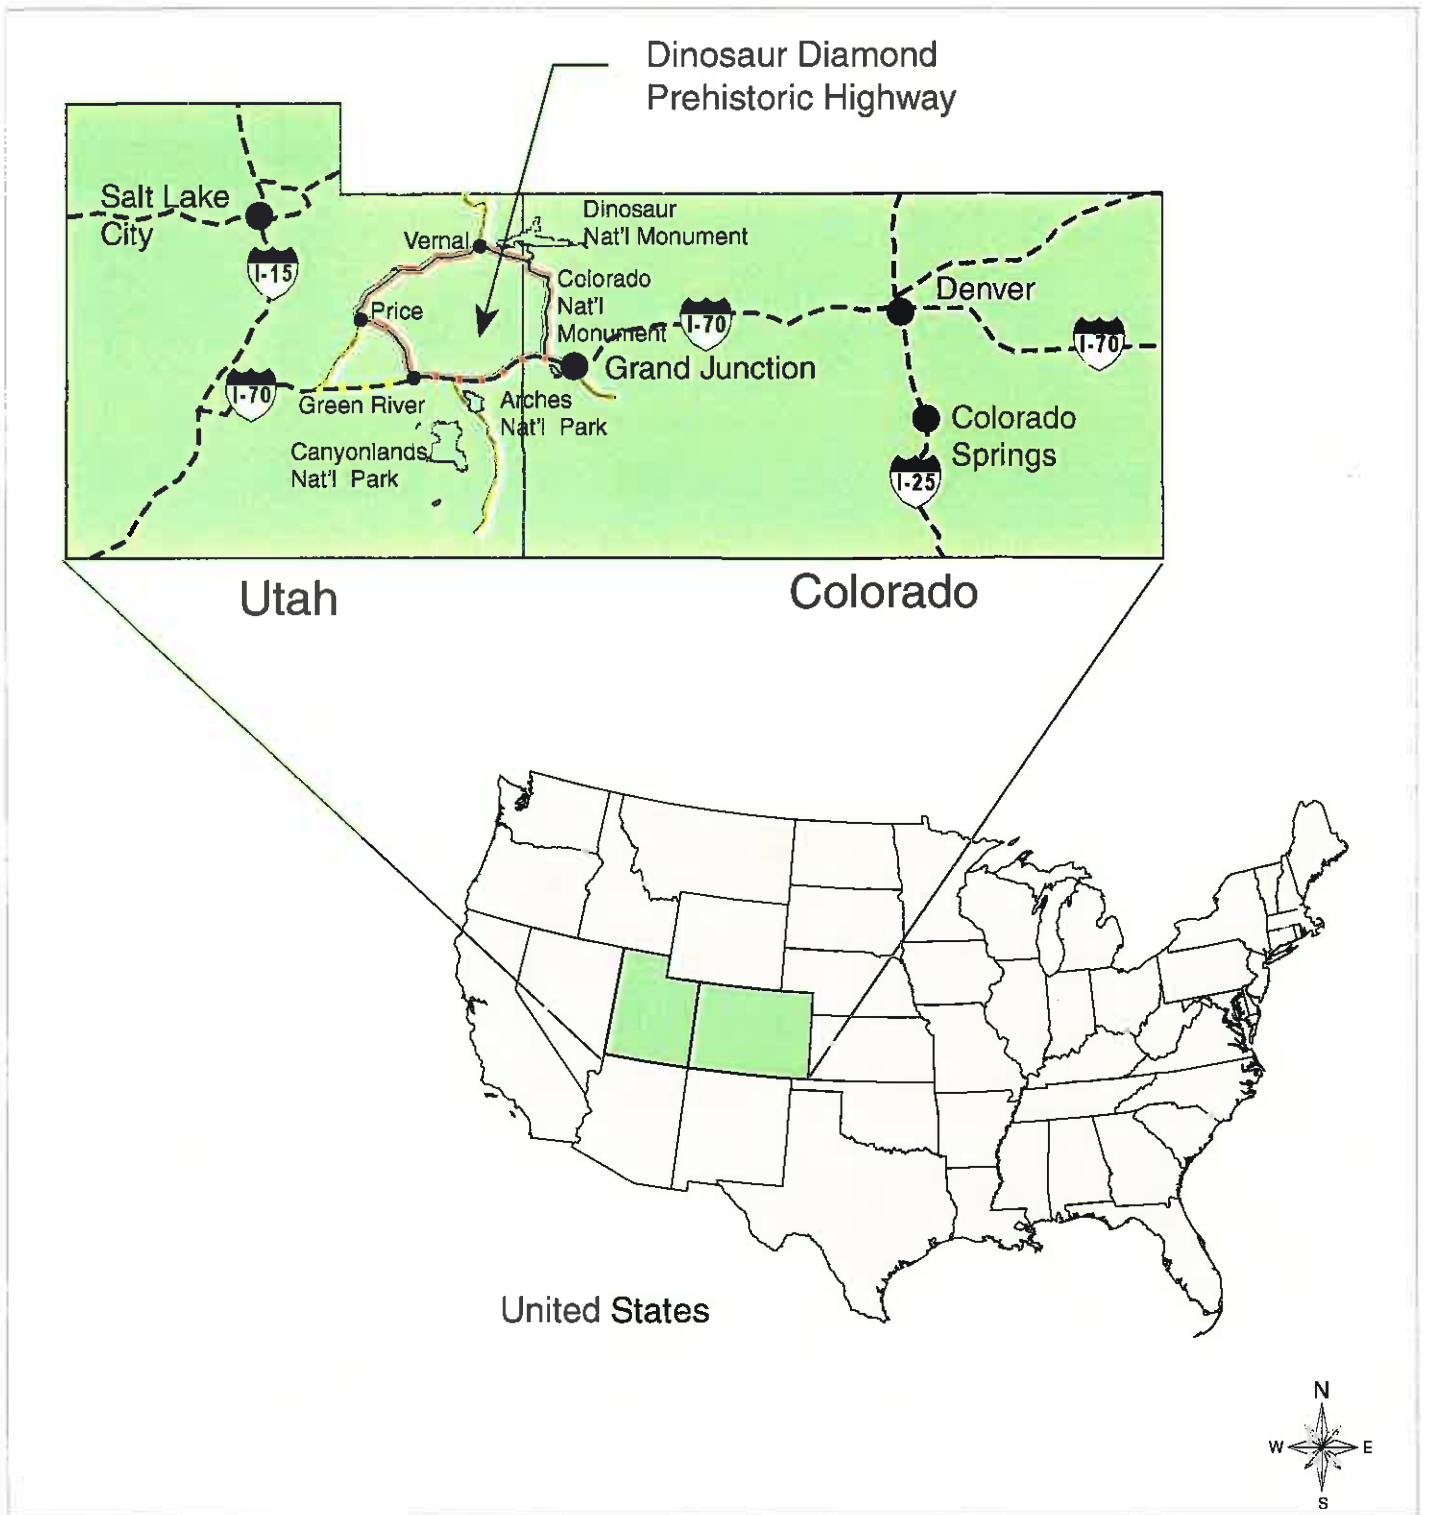 Dinosaur Diamond
Prehistoric Highway
Salt Lake
City
I-15
Vernal
Dinosaur
Nat'l Monument
Colorado
Nat'l
Monument
Price
I-70
Denver
I-70
Grand Junction
I-70
Green River
Arches
Nat'l Park
Canyonlands
Nat'l Park
Colorado
Springs
I-25
Utah
Colorado
United States
N
W
E
S